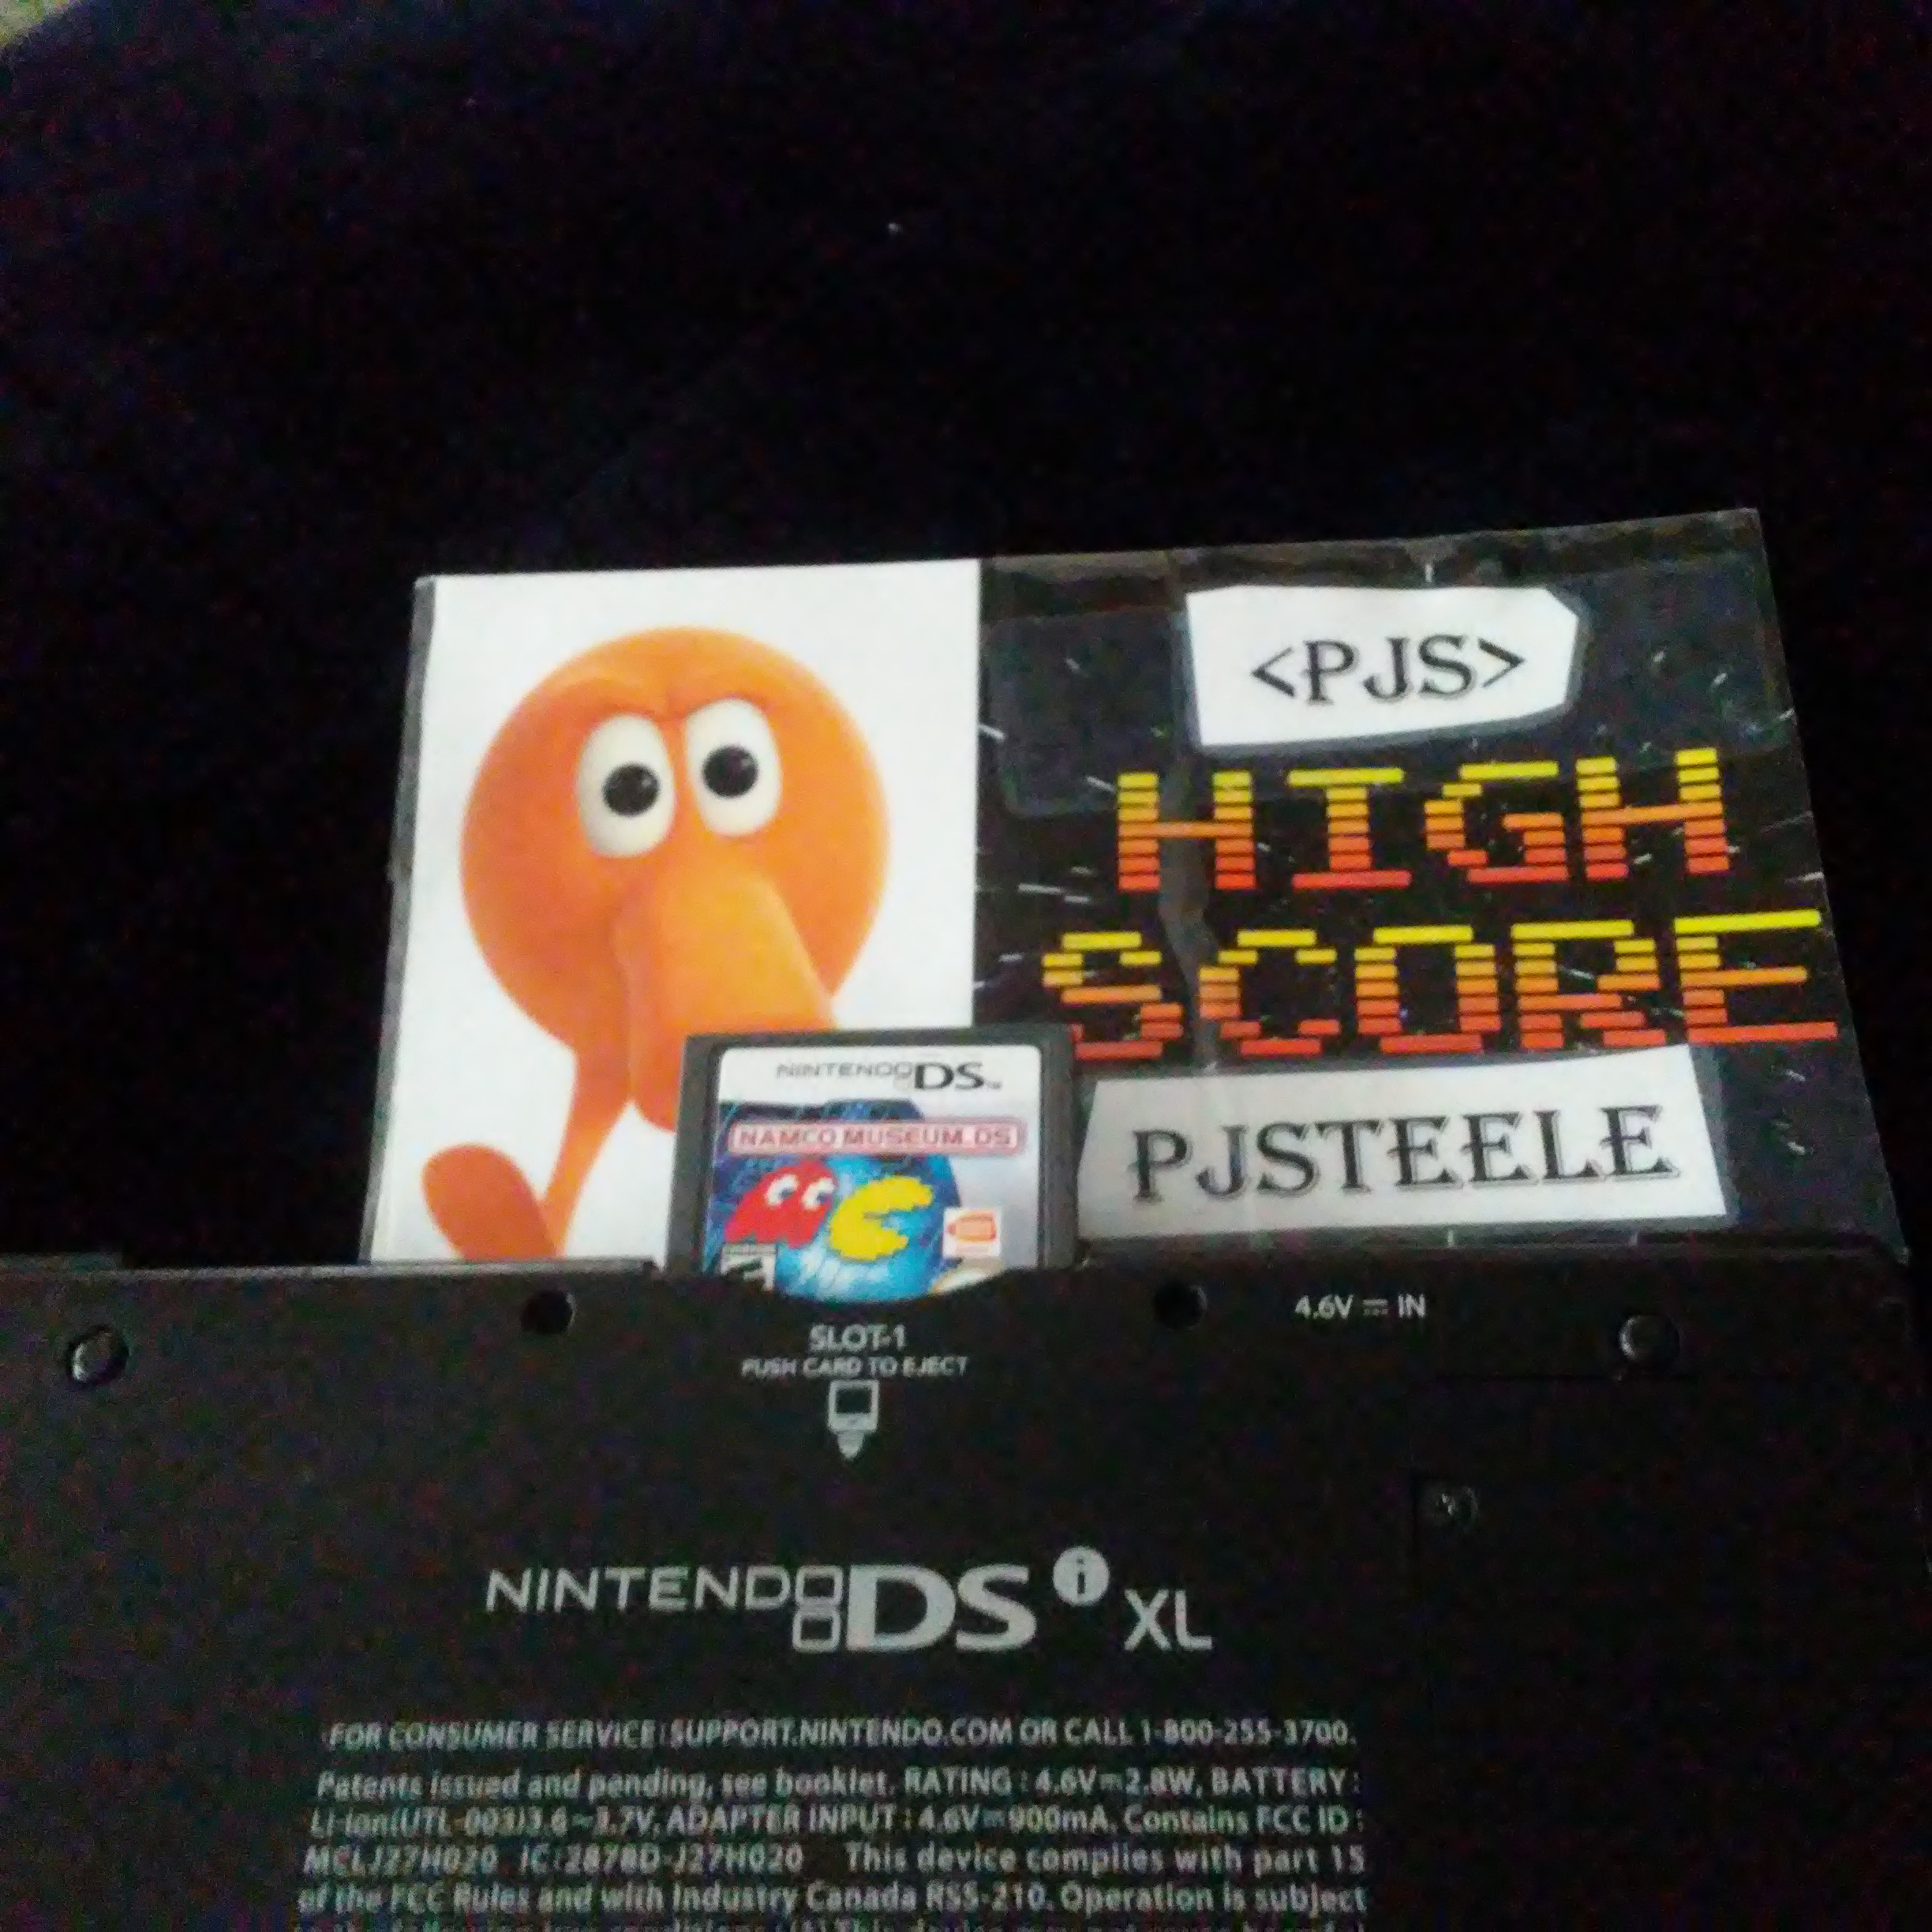 <PJS>
HIGH
SCORE
PJSTEELE
NINTENDO DS™
NAMCO MUSEUM DS
SLOT-1
PUSH CARD TO EJECT
4.6V ⎓ IN
NINTENDO DSi XL
FOR CONSUMER SERVICE: SUPPORT.NINTENDO.COM OR CALL 1-800-255-3700.
Patents issued and pending, see booklet. RATING : 4.6V⎓2.8W, BATTERY :
Li-ion(UTL-003)3.6~3.7V, ADAPTER INPUT : 4.6V⎓900mA, Contains FCC ID :
MCLJ27H020 IC:2878D-J27H020 This device complies with part 15
of the FCC Rules and with Industry Canada RSS-210. Operation is subject